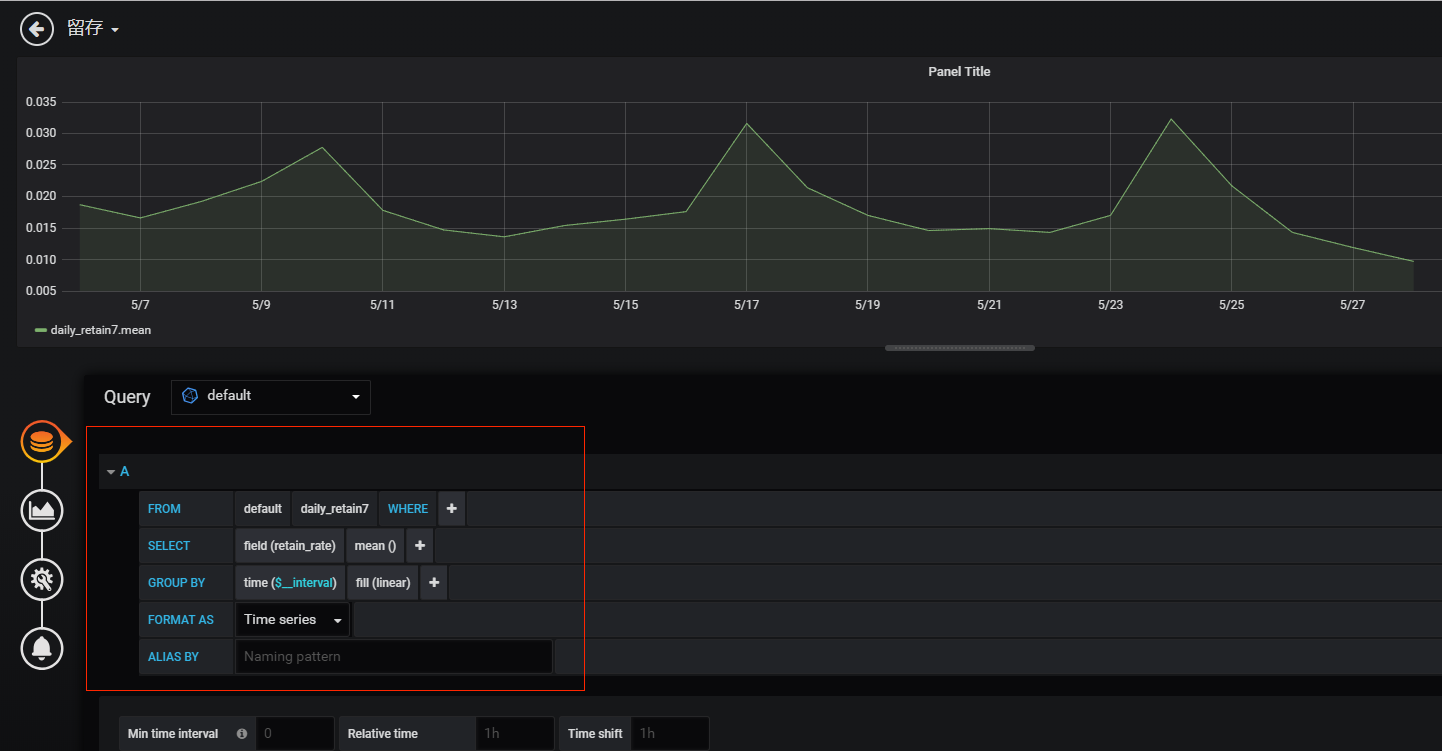 留存
Panel Title
0.035
0.030
0.025
0.020
0.015
0.010
0.005
5/7 5/9 5/11 5/13 5/15 5/17 5/19 5/21 5/23 5/25 5/27
daily_retain7.mean
Query default
A
FROM default daily_retain7 WHERE +
SELECT field (retain_rate) mean () +
GROUP BY time ($__interval) fill (linear) +
FORMAT AS Time series
ALIAS BY Naming pattern
Min time interval 0 Relative time 1h Time shift 1h